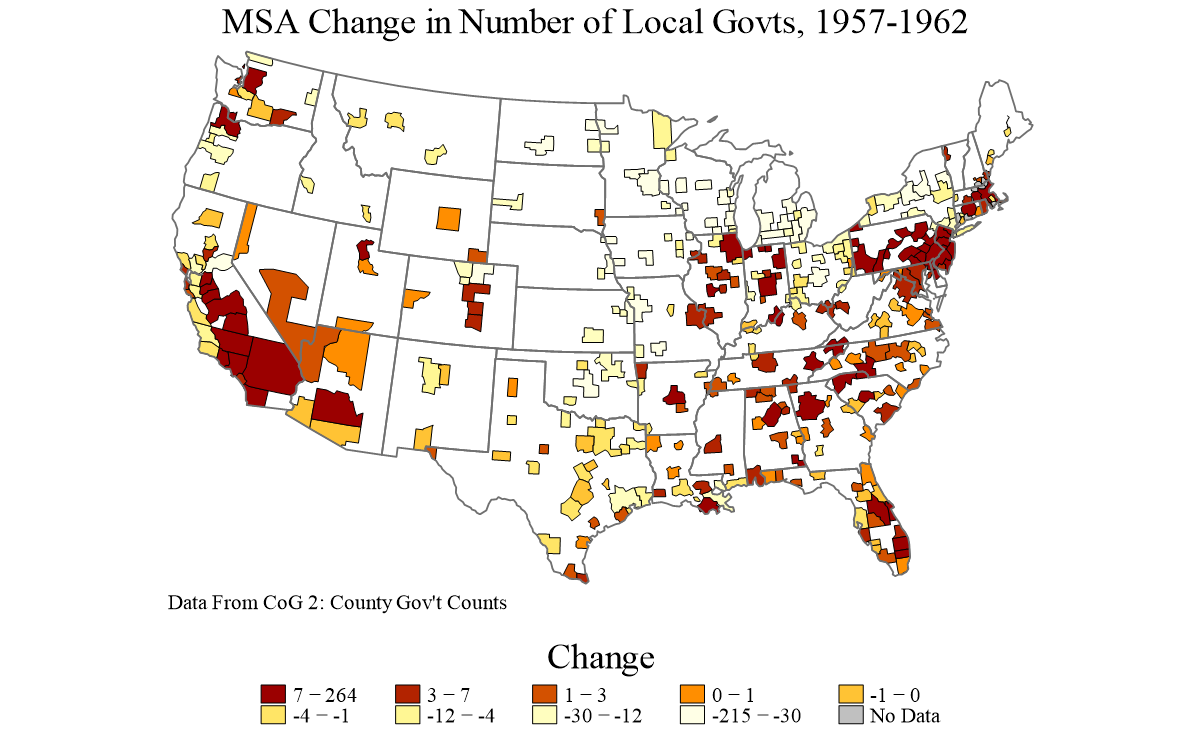 MSA Change in Number of Local Govts, 1957-1962
Data From CoG 2: County Gov't Counts
Change
7 − 264 3 − 7 1 − 3 0 − 1 -1 − 0
-4 − -1 -12 − -4 -30 − -12 -215 − -30 No Data